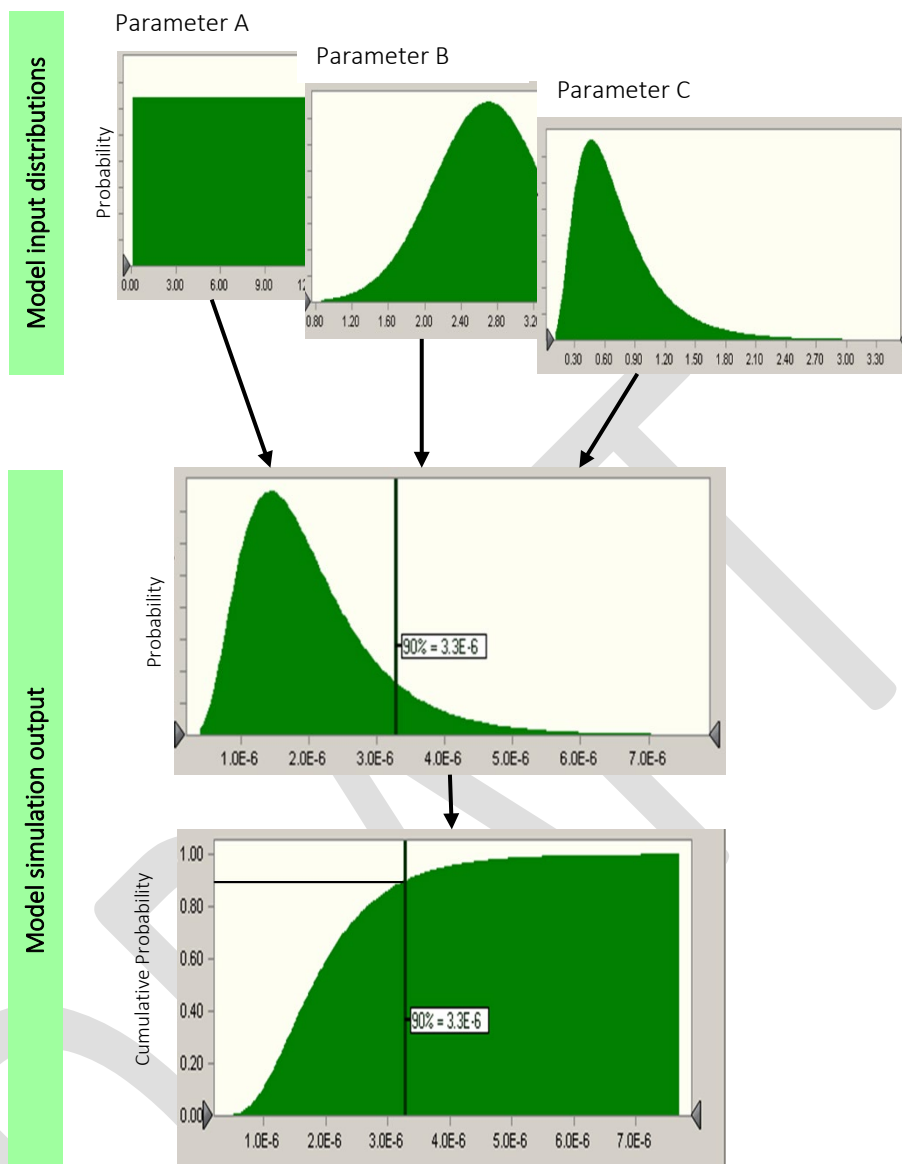 Parameter A
Parameter B
Parameter C
Model input distributions
Probability
0.00 3.00 6.00 9.00 12
0.80 1.20 2.00 2.40 2.80 3.2
0.30 0.60 0.90 1.20 1.50 1.80 2.10 2.40 2.70 3.00 3.30
Model simulation output
Probability
90% = 3.3E-6
1.0E-6 2.0E-6 3.0E-6 4.0E-6 5.0E-6 6.0E-6 7.0E-6
Cumulative Probability
1.00
0.80
0.60
0.40
0.20
0.00
90% = 3.3E-6
1.0E-6 2.0E-6 3.0E-6 4.0E-6 5.0E-6 6.0E-6 7.0E-6